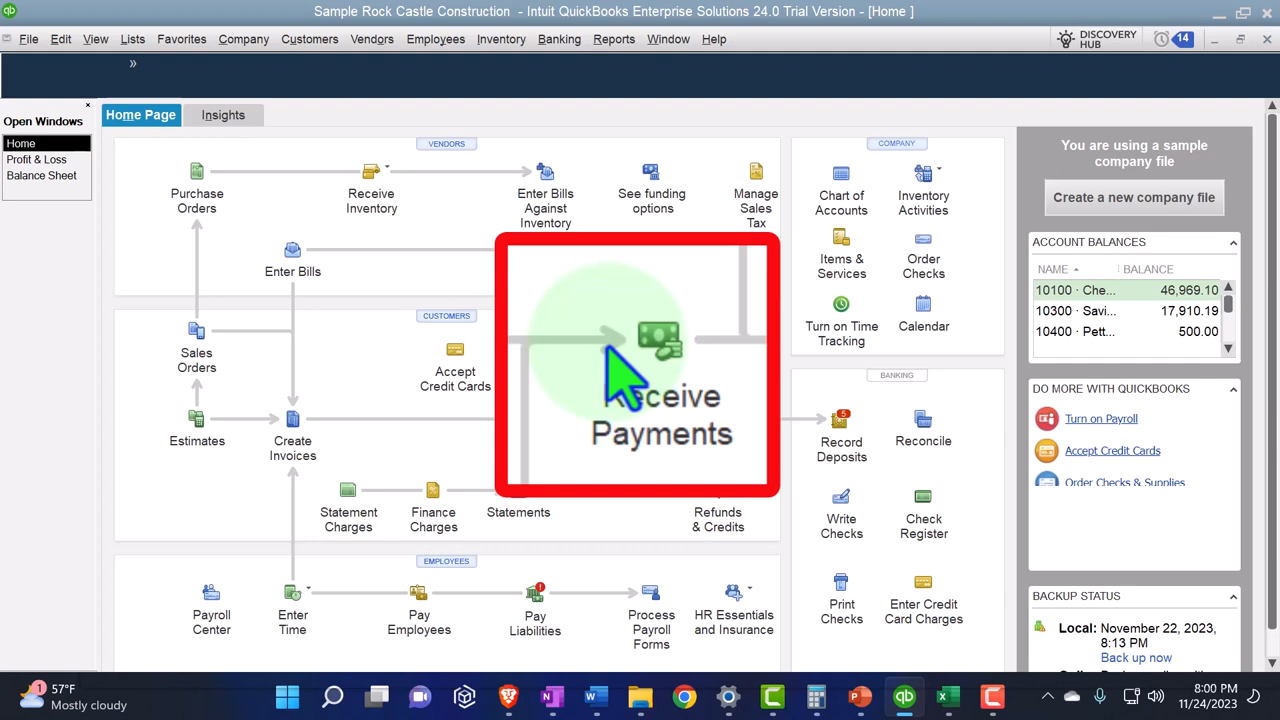 Sample Rock Castle Construction - Intuit QuickBooks Enterprise Solutions 24.0 Trial Version - [Home ]
File Edit View Lists Favorites Company Customers Vendors Employees Inventory Banking Reports Window Help
DISCOVERY
HUB
14
»
Open Windows
Home
Profit & Loss
Balance Sheet
Home Page
Insights
VENDORS
Purchase
Orders
Receive
Inventory
Enter Bills
Against
Inventory
See funding
options
Manage
Sales
Tax
Enter Bills
CUSTOMERS
Sales
Orders
Accept
Credit Cards
Receive
Payments
Estimates
Create
Invoices
Statement
Charges
Finance
Charges
Statements
Refunds
& Credits
EMPLOYEES
Payroll
Center
Enter
Time
Pay
Employees
Pay
Liabilities
Process
Payroll
Forms
HR Essentials
and Insurance
COMPANY
Chart of
Accounts
Inventory
Activities
Items &
Services
Order
Checks
Turn on Time
Tracking
Calendar
BANKING
5
Record
Deposits
Reconcile
Write
Checks
Check
Register
Print
Checks
Enter Credit
Card Charges
You are using a sample
company file
Create a new company file
ACCOUNT BALANCES
NAME BALANCE
10100 · Che... 46,969.10
10300 · Savi... 17,910.19
10400 · Pett... 500.00
DO MORE WITH QUICKBOOKS
Turn on Payroll
Accept Credit Cards
Order Checks & Supplies
BACKUP STATUS
Local: November 22, 2023,
8:13 PM
Back up now
1
57°F
Mostly cloudy
8:00 PM
11/24/2023